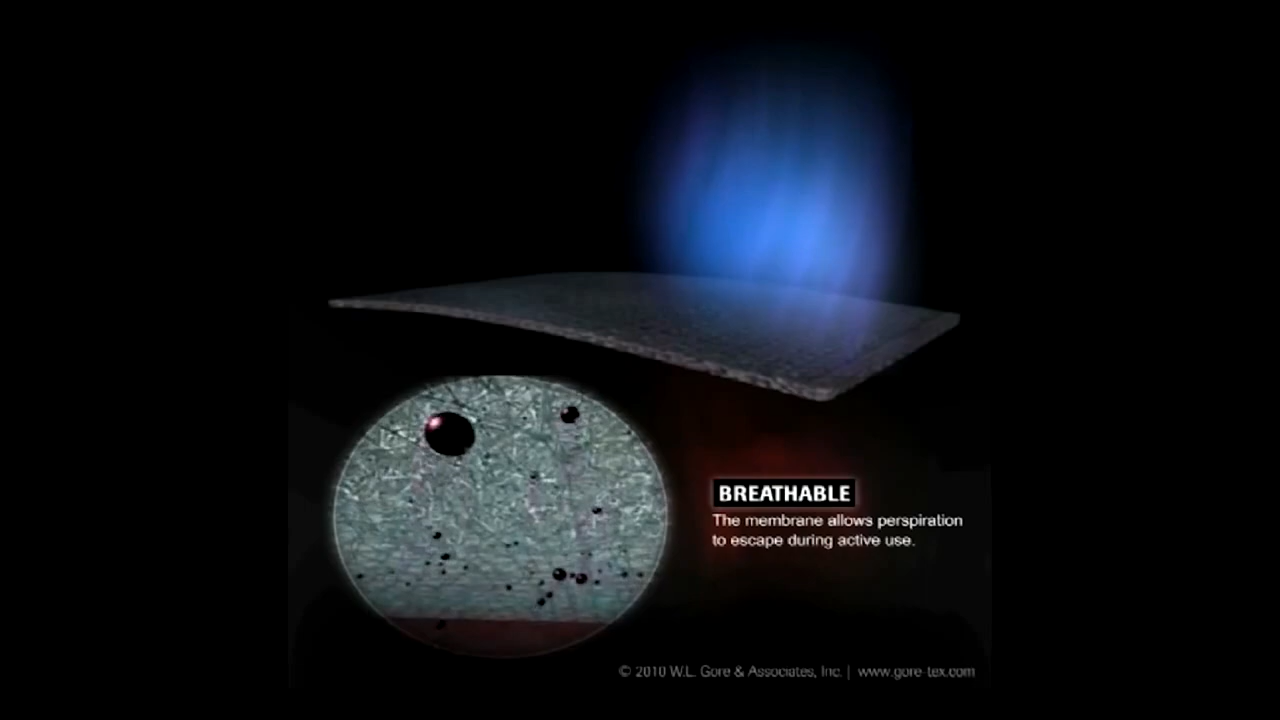 BREATHABLE
The membrane allows perspiration
to escape during active use.
© 2010 W.L. Gore & Associates, Inc. | www.gore-tex.com